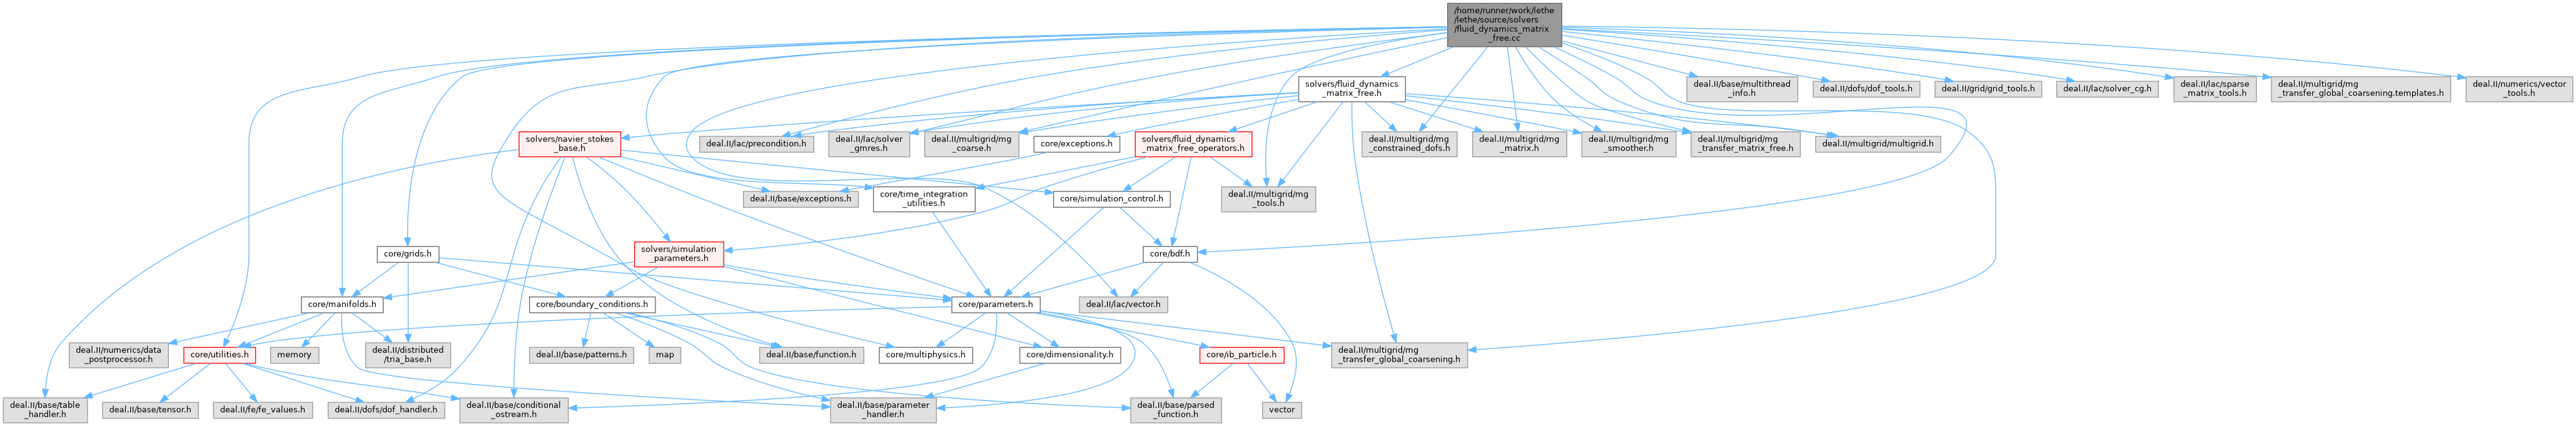 /home/runner/work/lethe
/lethe/source/solvers
/fluid_dynamics_matrix
_free.cc
solvers/fluid_dynamics
_matrix_free.h
deal.II/base/multithread
_info.h
deal.II/dofs/dof_tools.h
deal.II/grid/grid_tools.h
deal.II/lac/solver_cg.h
deal.II/lac/sparse
_matrix_tools.h
deal.II/multigrid/mg
_transfer_global_coarsening.templates.h
deal.II/numerics/vector
_tools.h
solvers/navier_stokes
_base.h
deal.II/lac/precondition.h
deal.II/lac/solver
_gmres.h
deal.II/multigrid/mg
_coarse.h
core/exceptions.h
solvers/fluid_dynamics
_matrix_free_operators.h
deal.II/multigrid/mg
_constrained_dofs.h
deal.II/multigrid/mg
_matrix.h
deal.II/multigrid/mg
_smoother.h
deal.II/multigrid/mg
_transfer_matrix_free.h
deal.II/multigrid/multigrid.h
deal.II/base/exceptions.h
core/time_integration
_utilities.h
core/simulation_control.h
deal.II/multigrid/mg
_tools.h
core/grids.h
solvers/simulation
_parameters.h
core/bdf.h
core/manifolds.h
core/boundary_conditions.h
core/parameters.h
deal.II/lac/vector.h
deal.II/numerics/data
_postprocessor.h
core/utilities.h
memory
deal.II/distributed
/tria_base.h
deal.II/base/patterns.h
map
deal.II/base/function.h
core/multiphysics.h
core/dimensionality.h
core/ib_particle.h
deal.II/multigrid/mg
_transfer_global_coarsening.h
deal.II/base/table
_handler.h
deal.II/base/tensor.h
deal.II/fe/fe_values.h
deal.II/dofs/dof_handler.h
deal.II/base/conditional
_ostream.h
deal.II/base/parameter
_handler.h
deal.II/base/parsed
_function.h
vector